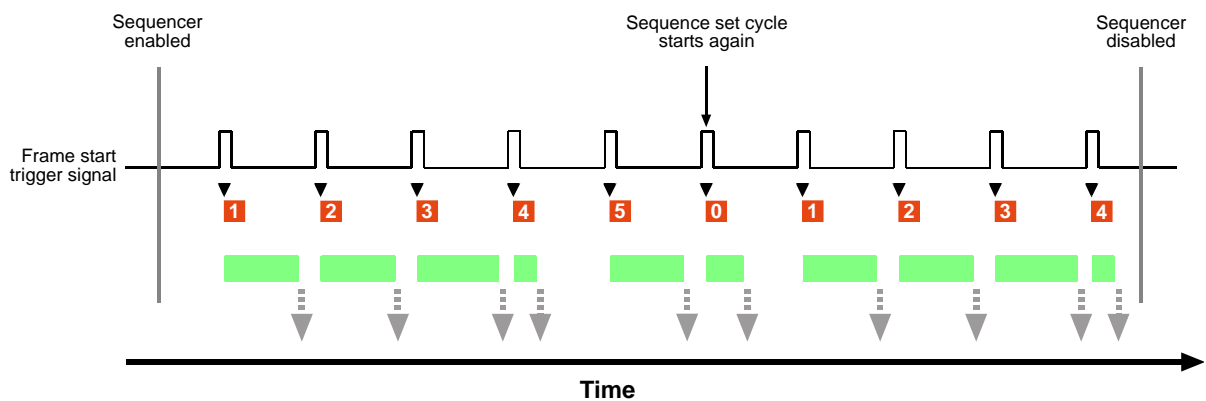 Sequencer
enabled
Sequence set cycle
starts again
Sequencer
disabled
Frame start
trigger signal
1 2 3 4 5 0 1 2 3 4
Time